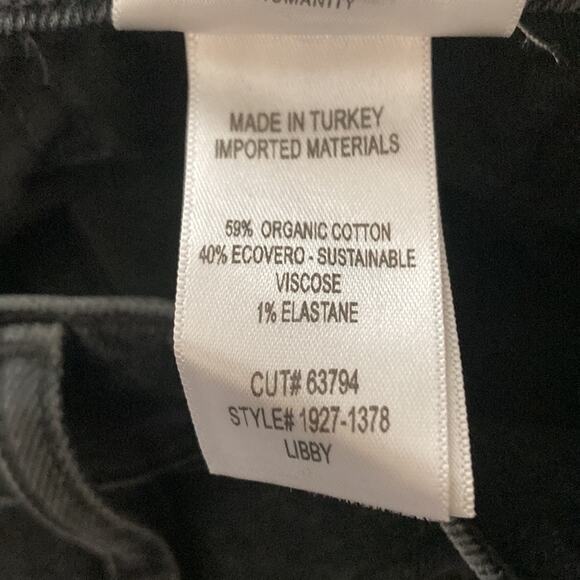 HUMANITY
MADE IN TURKEY
IMPORTED MATERIALS
59% ORGANIC COTTON
40% ECOVERO - SUSTAINABLE
VISCOSE
1% ELASTANE
CUT# 63794
STYLE# 1927-1378
LIBBY